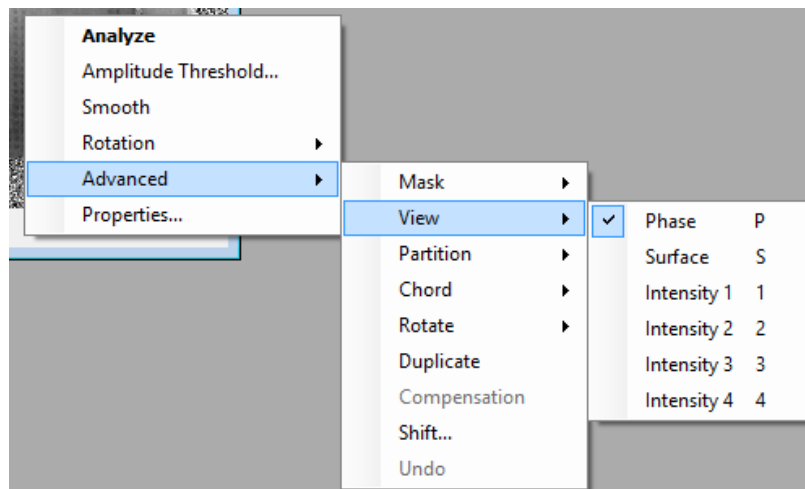 Analyze
Amplitude Threshold...
Smooth
Rotation
Advanced
Properties...
Mask
View
Partition
Chord
Rotate
Duplicate
Compensation
Shift...
Undo
Phase P
Surface S
Intensity 1 1
Intensity 2 2
Intensity 3 3
Intensity 4 4